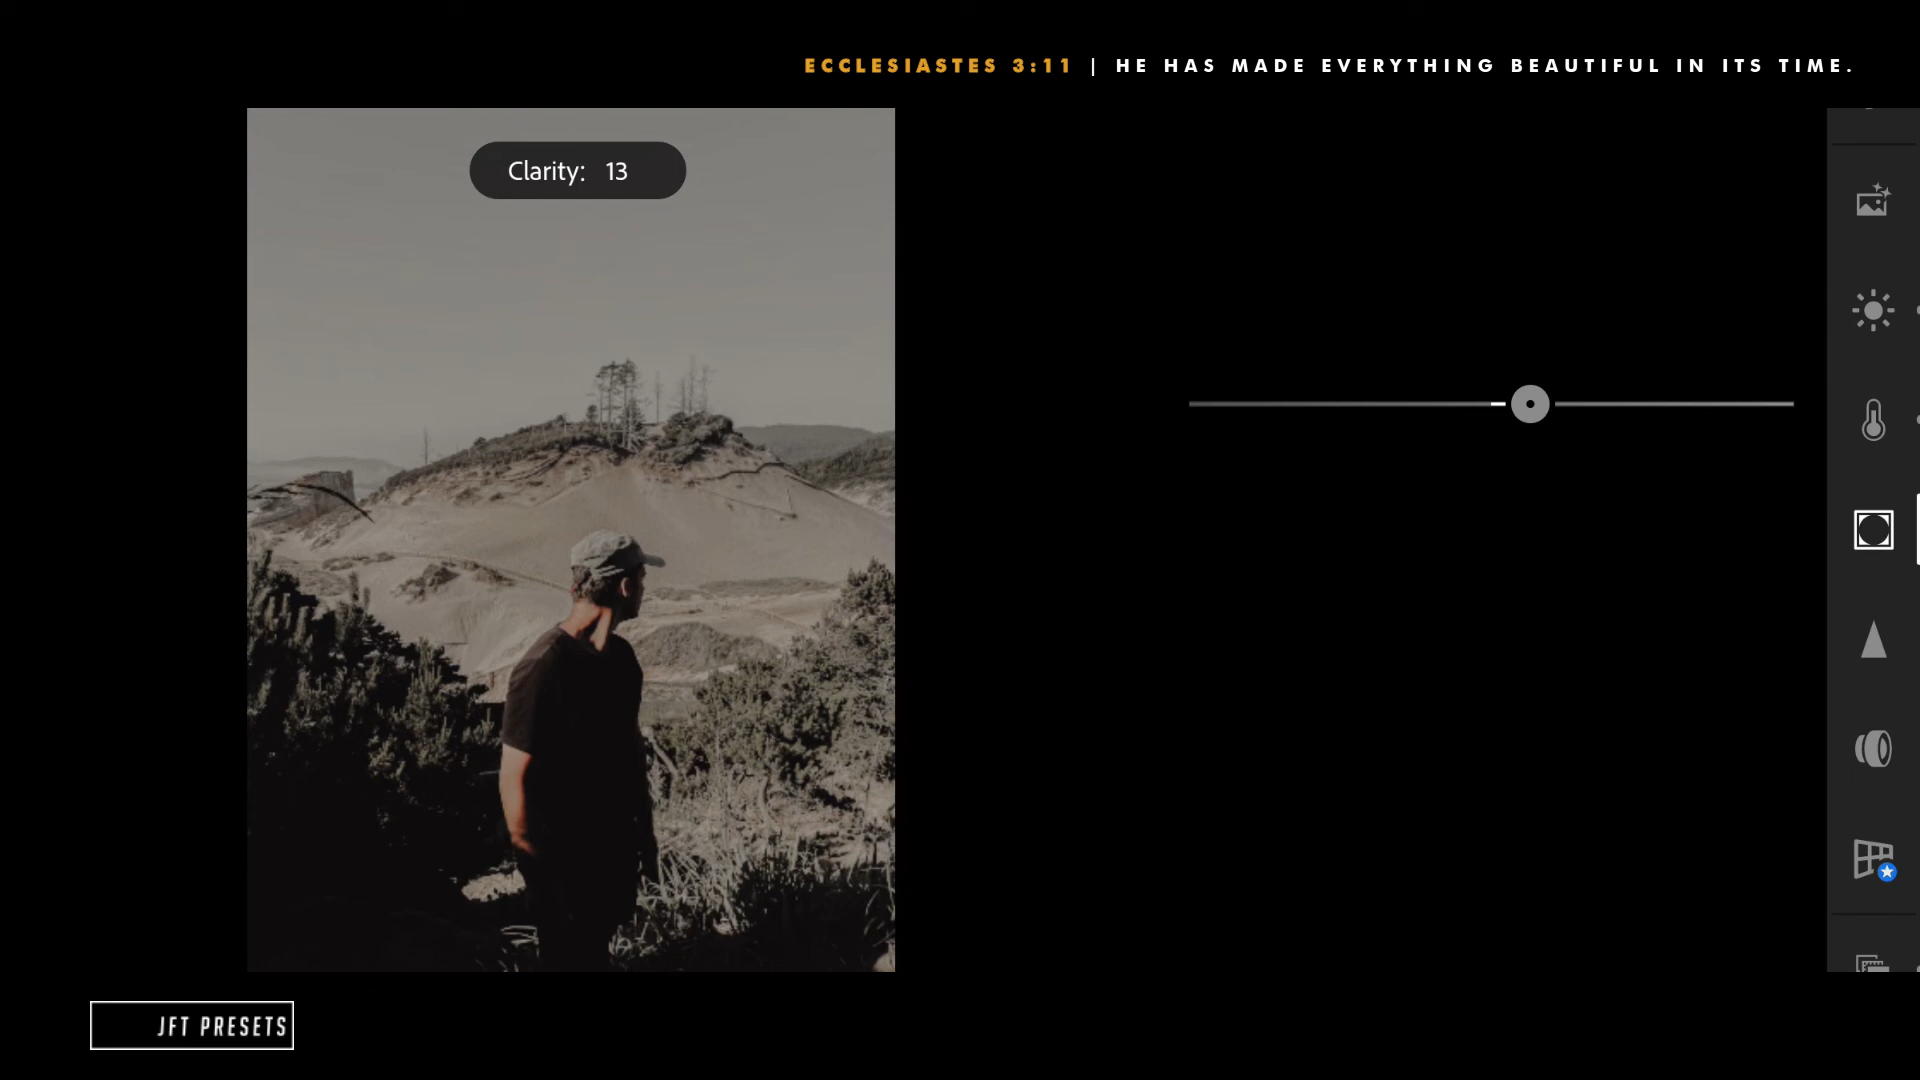 ECCLESIASTES 3:11 | HE HAS MADE EVERYTHING BEAUTIFUL IN ITS TIME.
Clarity: 13
JFT PRESETS